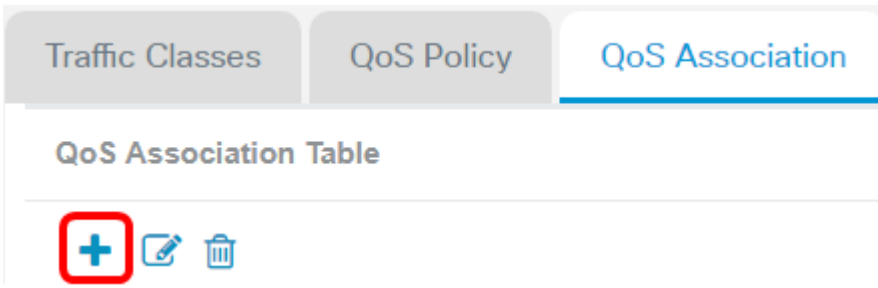 Traffic Classes QoS Policy QoS Association
QoS Association Table